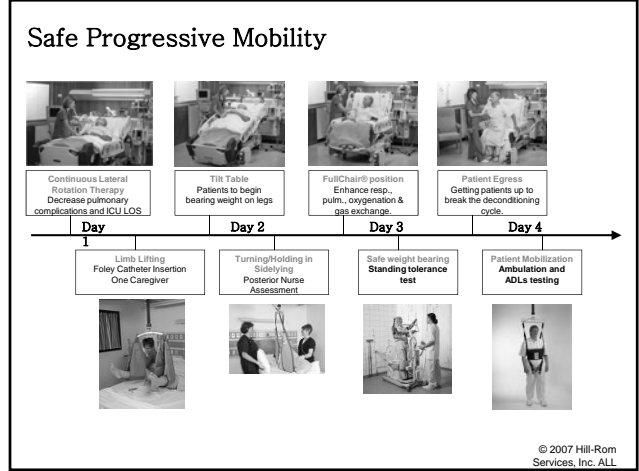 Safe Progressive Mobility
Continuous Lateral
Rotation Therapy
Decrease pulmonary
complications and ICU LOS
Tilt Table
Patients to begin
bearing weight on legs
FullChair® position
Enhance resp.,
pulm., oxygenation &
gas exchange.
Patient Egress
Getting patients up to
break the deconditioning
cycle.
Day
1
Day 2
Day 3
Day 4
Limb Lifting
Foley Catheter Insertion
One Caregiver
Turning/Holding in
Sidelying
Posterior Nurse
Assessment
Safe weight bearing
Standing tolerance
test
Patient Mobilization
Ambulation and
ADLs testing
© 2007 Hill-Rom
Services, Inc. ALL